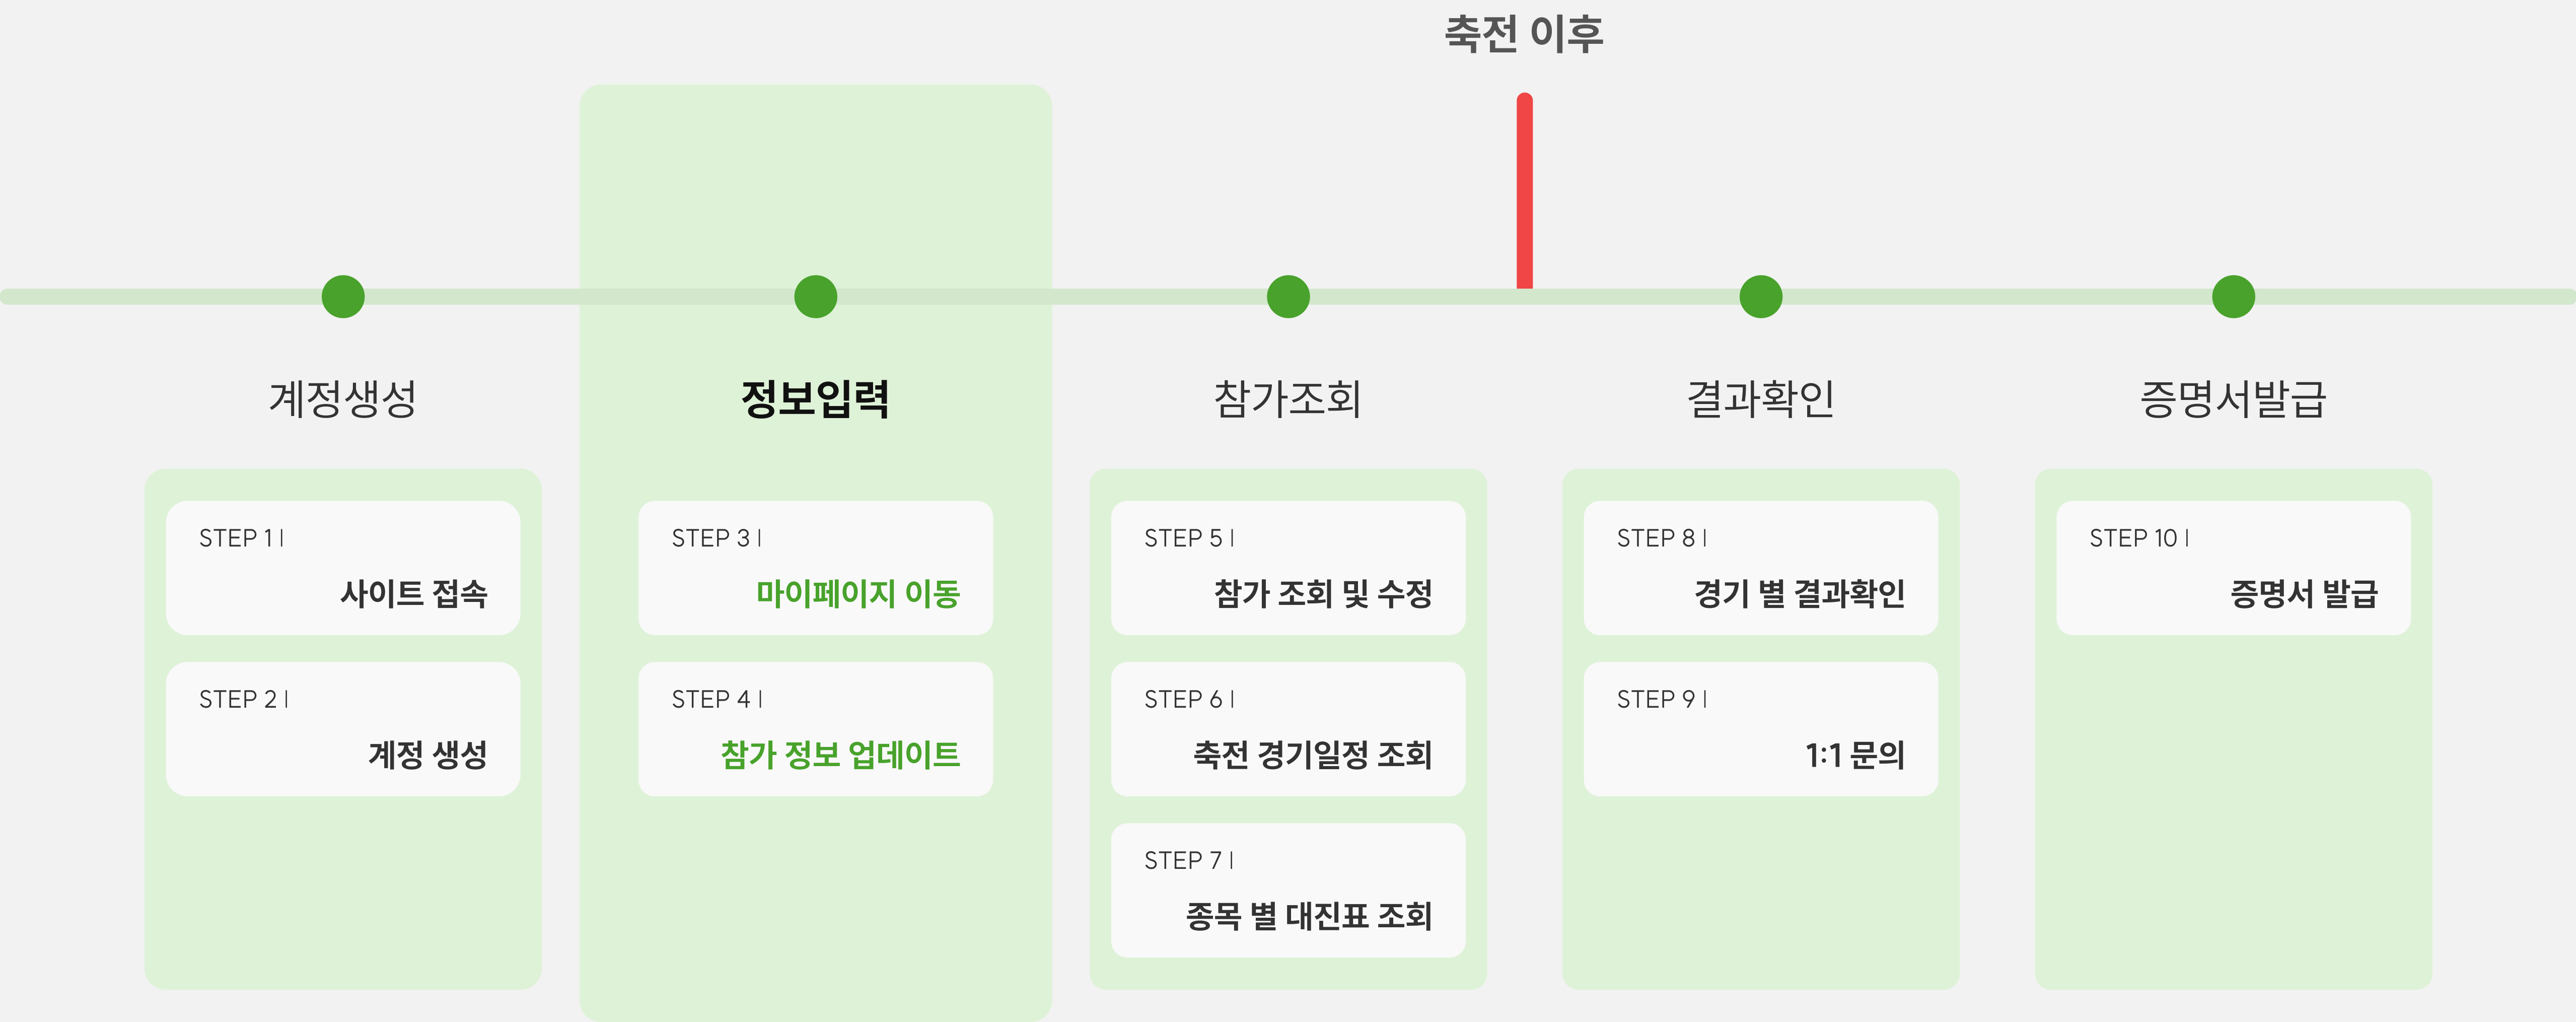 축전 이후
계정생성
정보입력
참가조회
결과확인
증명서발급
STEP 1 |
사이트 접속
STEP 2 |
계정 생성
STEP 3 |
마이페이지 이동
STEP 4 |
참가 정보 업데이트
STEP 5 |
참가 조회 및 수정
STEP 6 |
축전 경기일정 조회
STEP 7 |
종목 별 대진표 조회
STEP 8 |
경기 별 결과확인
STEP 9 |
1:1 문의
STEP 10 |
증명서 발급